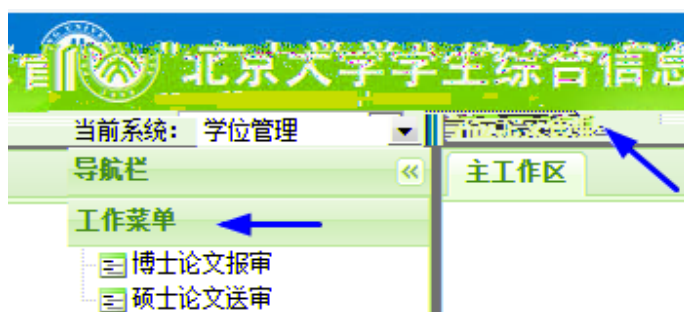 北京大学学生综合信息
当前系统： 学位管理
导航栏
主工作区
工作菜单
博士论文报审
硕士论文送审